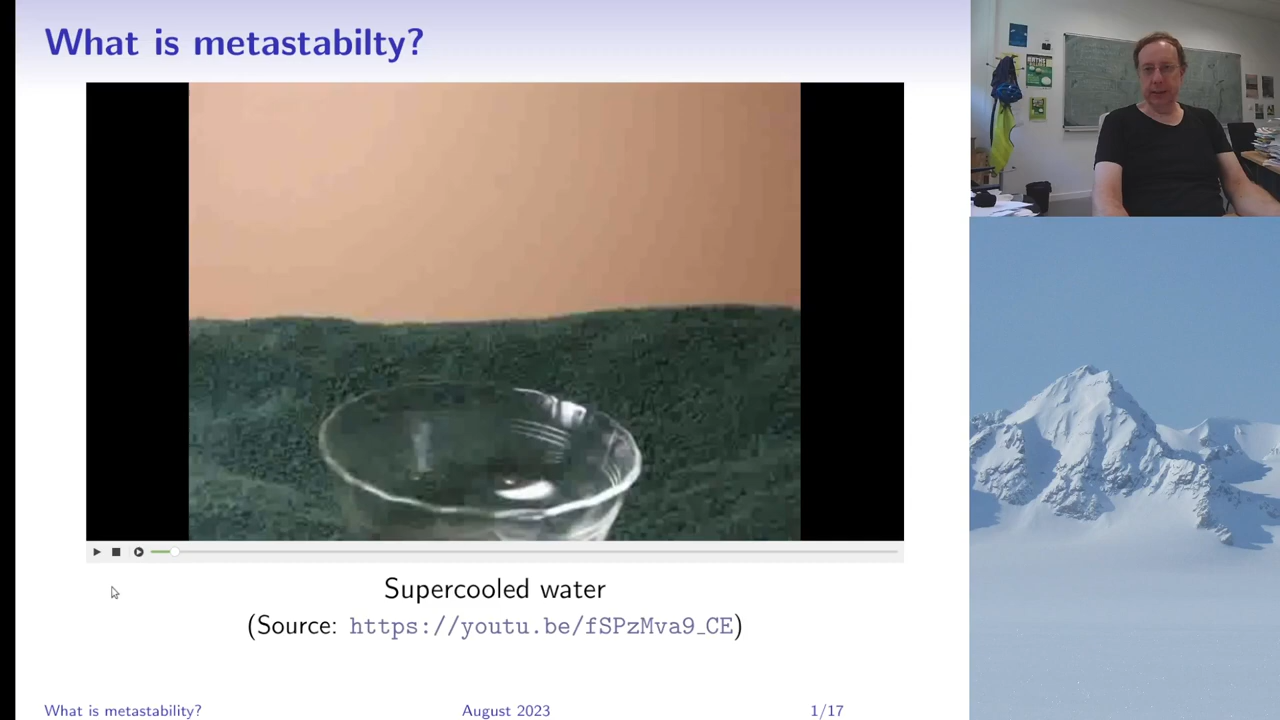 What is metastabilty?
Supercooled water
(Source: https://youtu.be/fSPzMva9_CE)
What is metastability?
August 2023
1/17